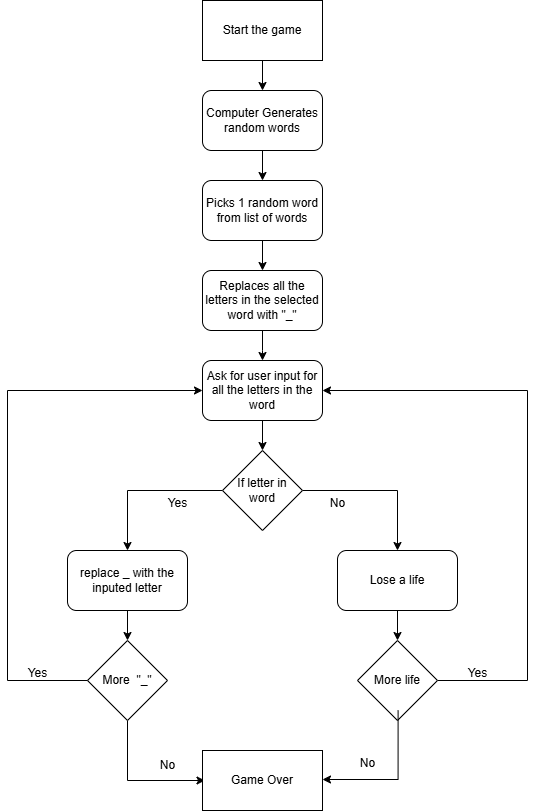 Start the game
Computer Generates
random words
Picks 1 random word
from list of words
Replaces all the
letters in the selected
word with "_"
Ask for user input for
all the letters in the
word
If letter in
word
Yes
No
replace _ with the
inputed letter
Lose a life
More "_"
More life
Yes
Yes
No
No
Game Over